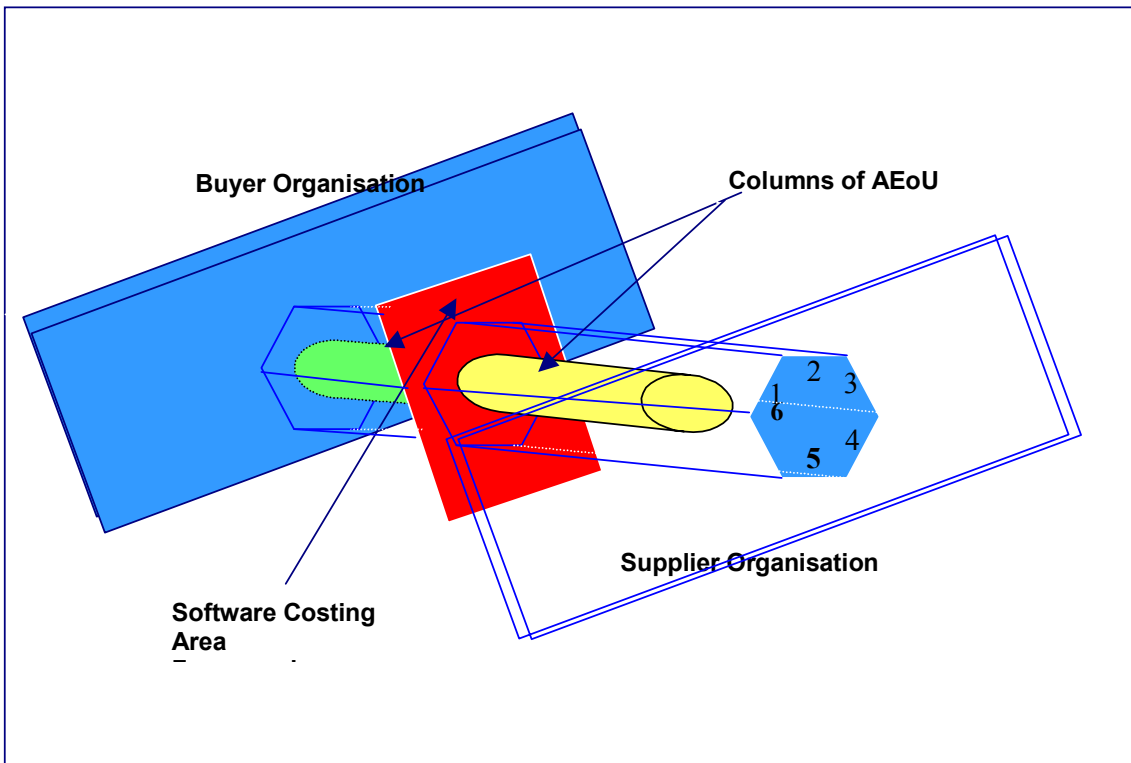 Buyer Organisation
Columns of AEoU
2
3
1
6
4
5
Supplier Organisation
Software Costing
Area